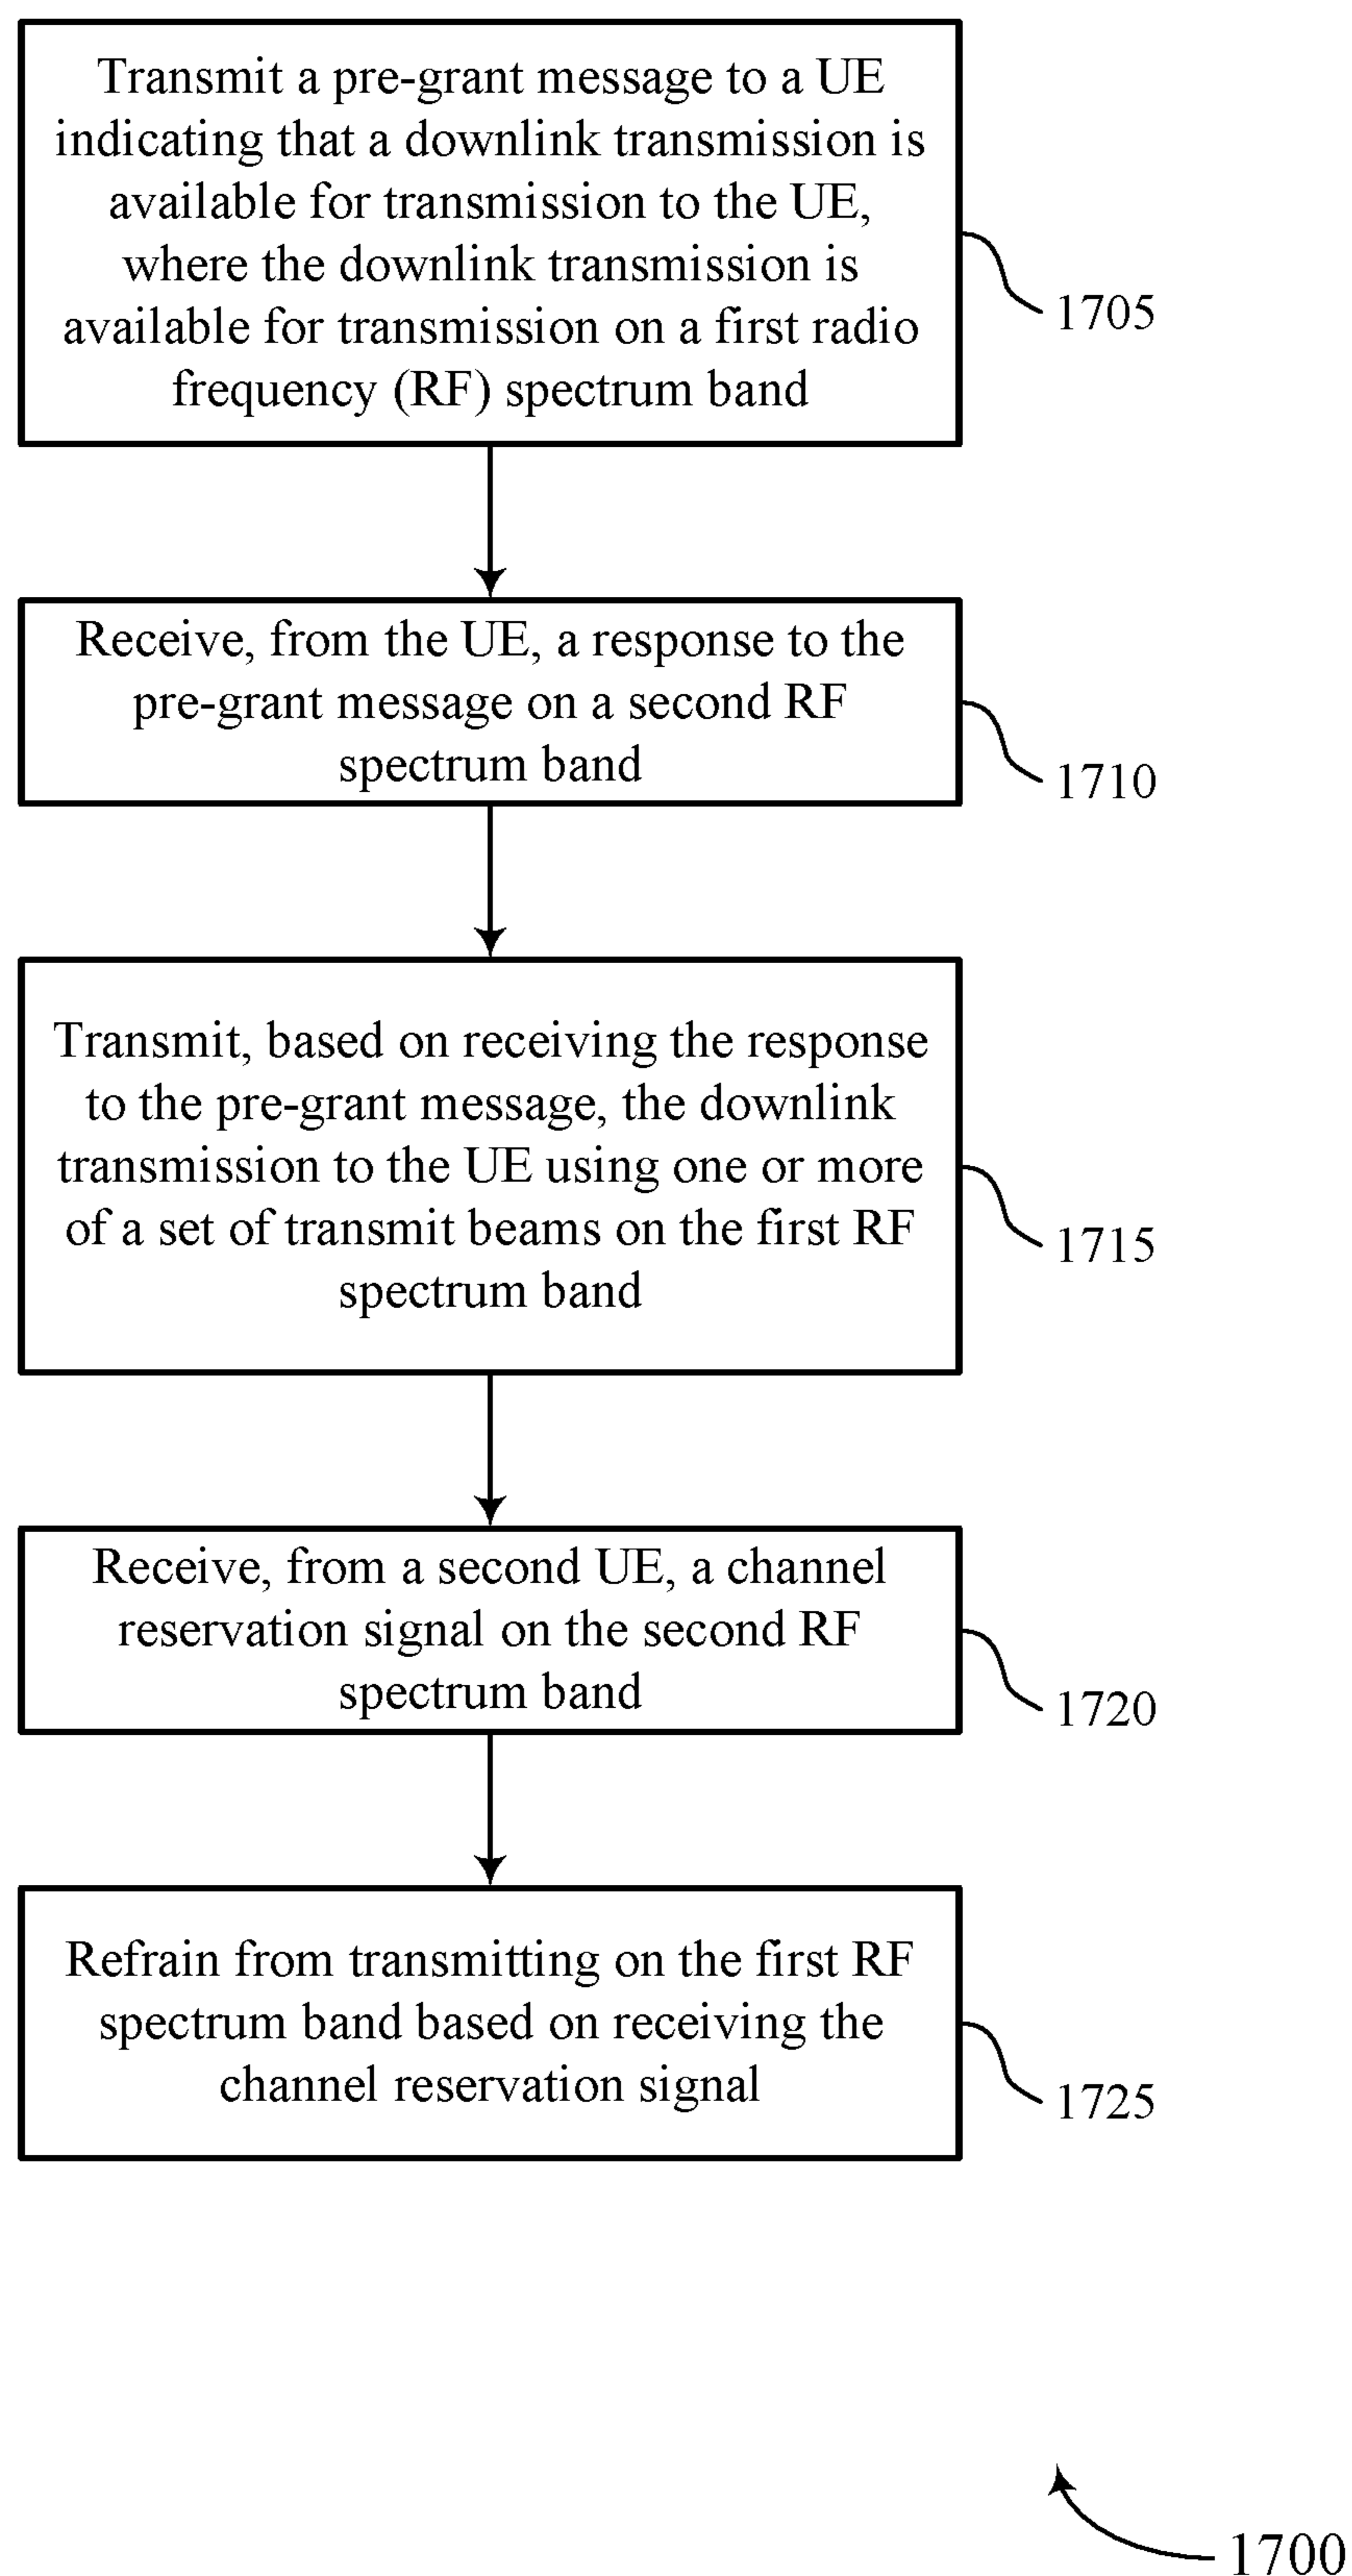 Transmit a pre-grant message to a UE
indicating that a downlink transmission is
available for transmission to the UE,
where the downlink transmission is
available for transmission on a first radio
frequency (RF) spectrum band
1705
Receive, from the UE, a response to the
pre-grant message on a second RF
spectrum band
1710
Transmit, based on receiving the response
to the pre-grant message, the downlink
transmission to the UE using one or more
of a set of transmit beams on the first RF
spectrum band
1715
Receive, from a second UE, a channel
reservation signal on the second RF
spectrum band
1720
Refrain from transmitting on the first RF
spectrum band based on receiving the
channel reservation signal
1725
1700